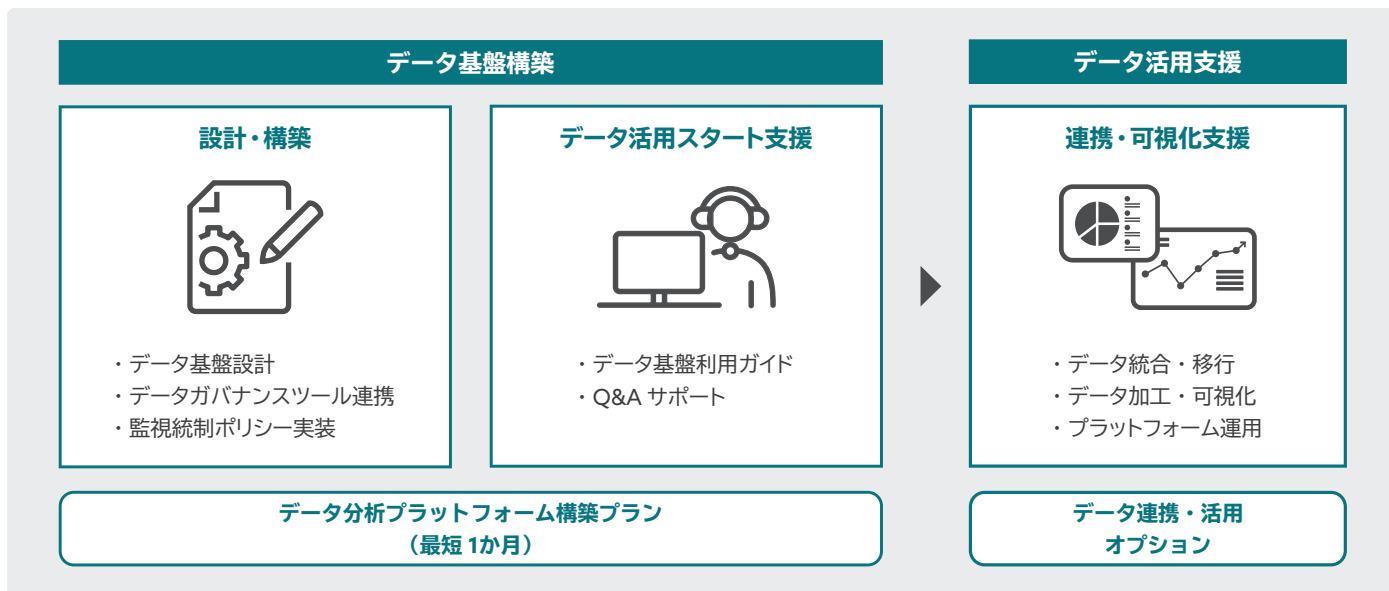 データ基盤構築
設計・構築
・データ基盤設計
・データガバナンスツール連携
・監視統制ポリシー実装
データ活用スタート支援
・データ基盤利用ガイド
・Q&A サポート
データ分析プラットフォーム構築プラン
（最短 1か月）
データ活用支援
連携・可視化支援
・データ統合・移行
・データ加工・可視化
・プラットフォーム運用
データ連携・活用
オプション